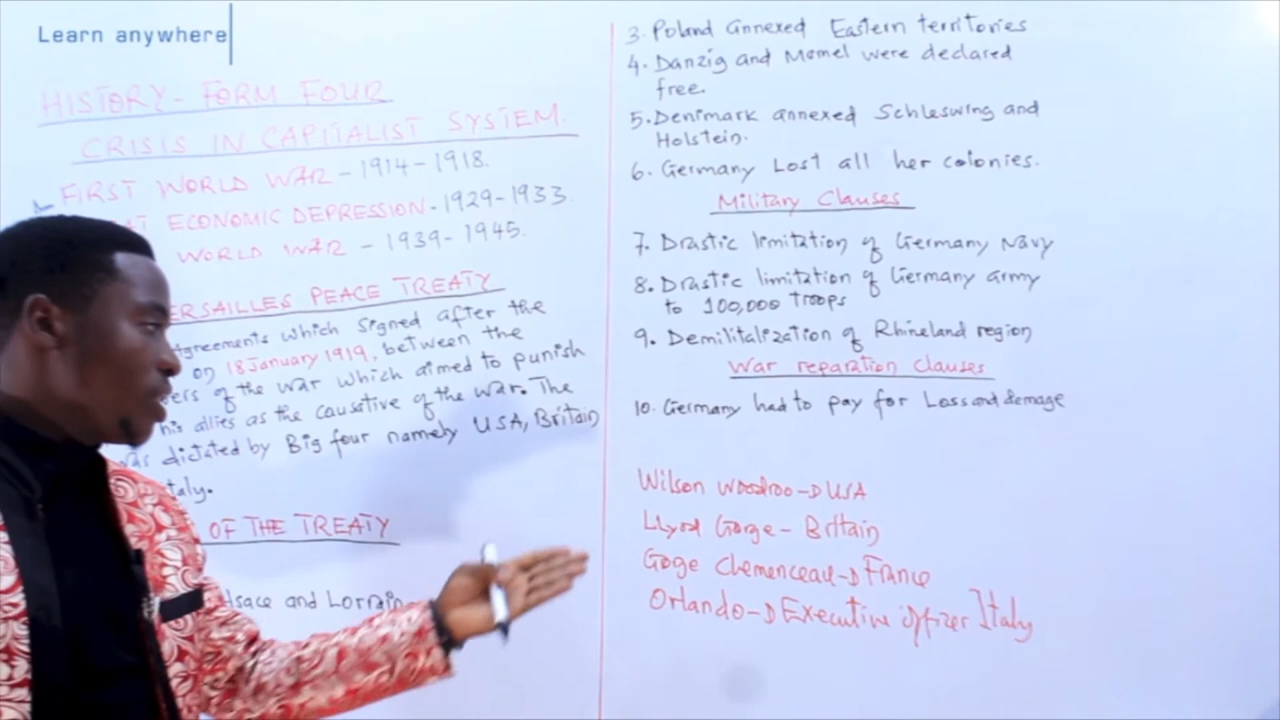 Learn anywhere
HISTORY - FORM FOUR
CRISIS IN CAPITALIST SYSTEM.
FIRST WORLD WAR - 1914 - 1918.
ECONOMIC DEPRESSION - 1929-1933
WORLD WAR - 1939 - 1945.
ERSAILLES PEACE TREATY
Agreements which signed after the
on 18 January 1919, between the
ers of the war which aimed to punish
his allies as the causative of the war. The
was dictated by Big four namely USA, Britain
taly.
OF THE TREATY
lsace and Lorrain
3. Poland annexed Eastern territories
4. Danzig and Memel were declared
free.
5. Denimark annexed Schleswing and
Holstein.
6. Germany Lost all her colonies.
Military Clauses
7. Drastic limitation of Germany Navy
8. Drastic limitation of Germany army
to 100,000 troops
9. Demilitalization of Rhineland region
War reparation Clauses
10. Germany had to pay for Loss and demage
Wilson Woodroo - USA
Llyod Gorge - Britain
Goge Clemenceau - France
Orlando - Executive officer Italy